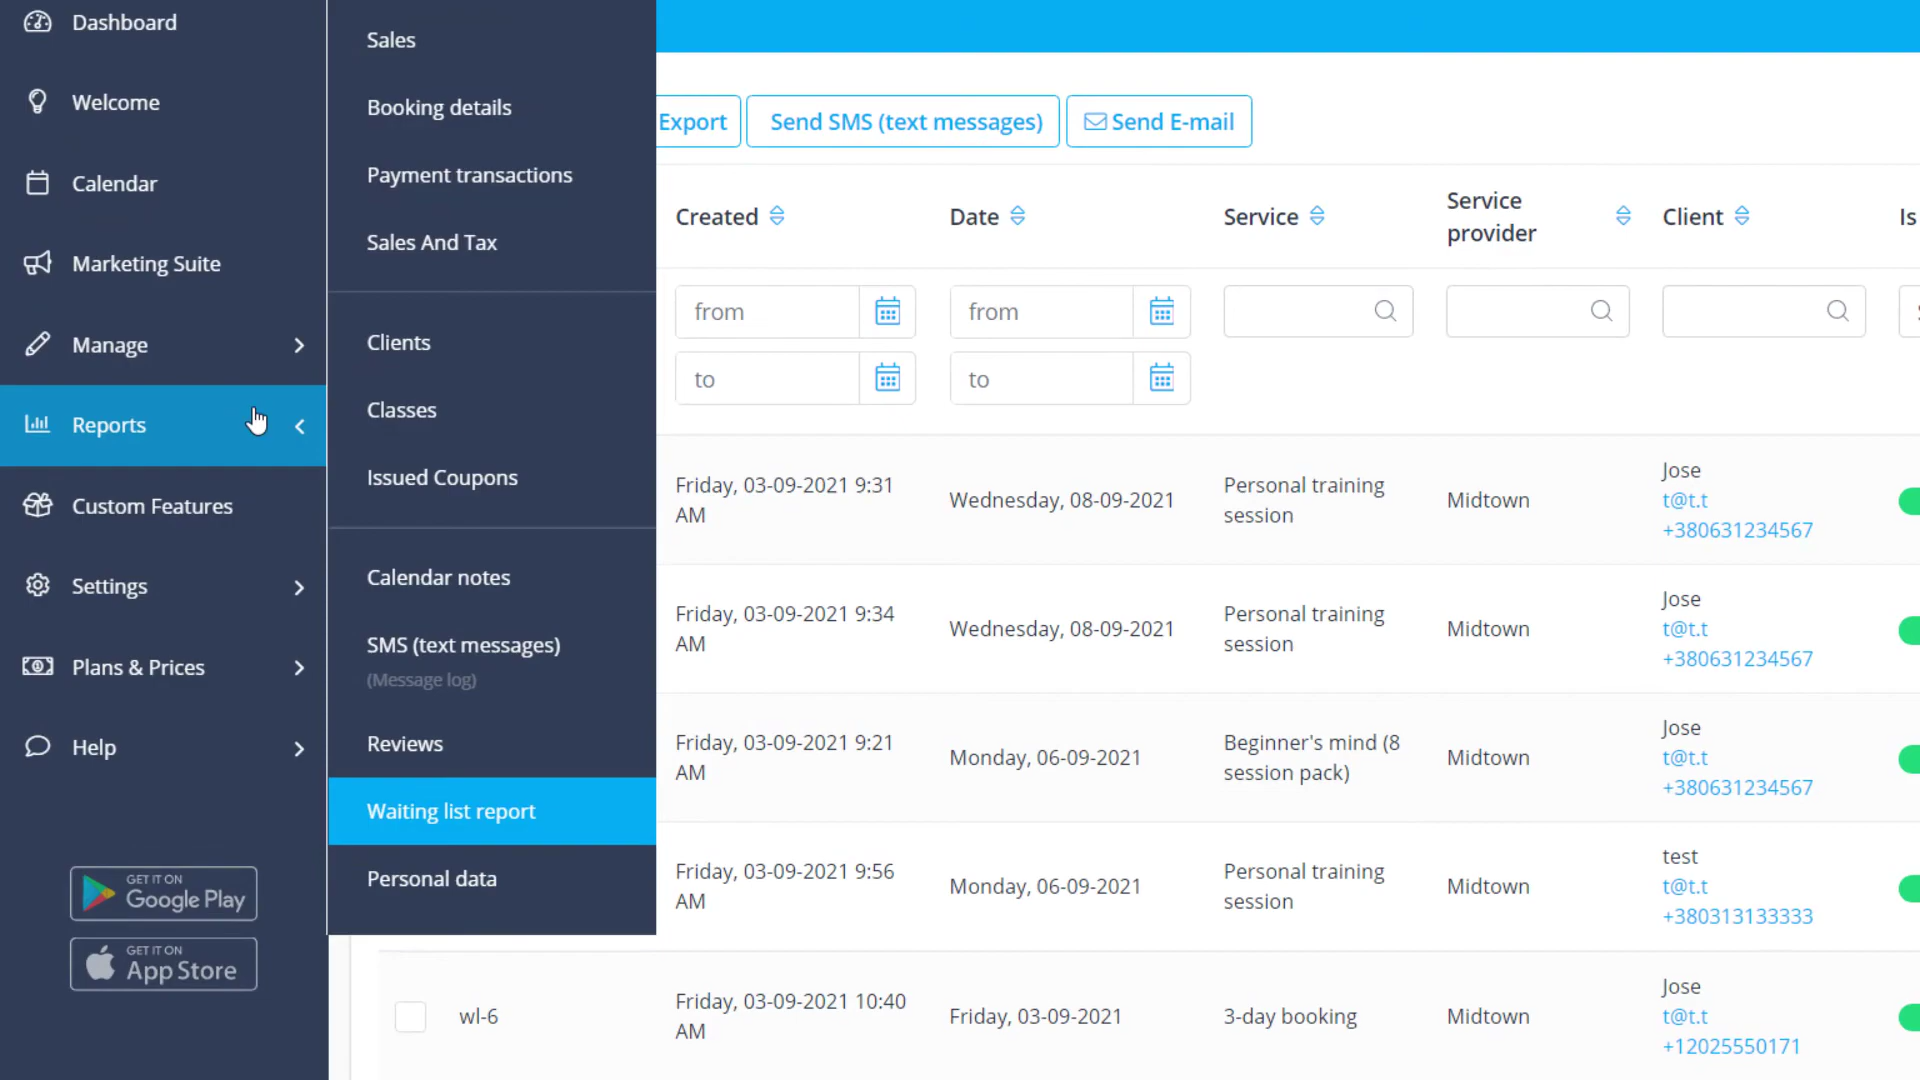 Dashboard
Welcome
Calendar
Marketing Suite
Manage
Reports
Custom Features
Settings
Plans & Prices
Help
GET IT ON
Google Play
GET IT ON
App Store
Sales
Booking details
Payment transactions
Sales And Tax
Clients
Classes
Issued Coupons
Calendar notes
SMS (text messages)
(Message log)
Reviews
Waiting list report
Personal data
Export
Send SMS (text messages)
Send E-mail
Created
Date
Service
Service
provider
Client
Is
from
from
to
to
Friday, 03-09-2021 9:31
AM
Wednesday, 08-09-2021
Personal training
session
Midtown
Jose
t@t.t
+380631234567
Friday, 03-09-2021 9:34
AM
Wednesday, 08-09-2021
Personal training
session
Midtown
Jose
t@t.t
+380631234567
Friday, 03-09-2021 9:21
AM
Monday, 06-09-2021
Beginner's mind (8
session pack)
Midtown
Jose
t@t.t
+380631234567
Friday, 03-09-2021 9:56
AM
Monday, 06-09-2021
Personal training
session
Midtown
test
t@t.t
+380313133333
wl-6
Friday, 03-09-2021 10:40
AM
Friday, 03-09-2021
3-day booking
Midtown
Jose
t@t.t
+12025550171